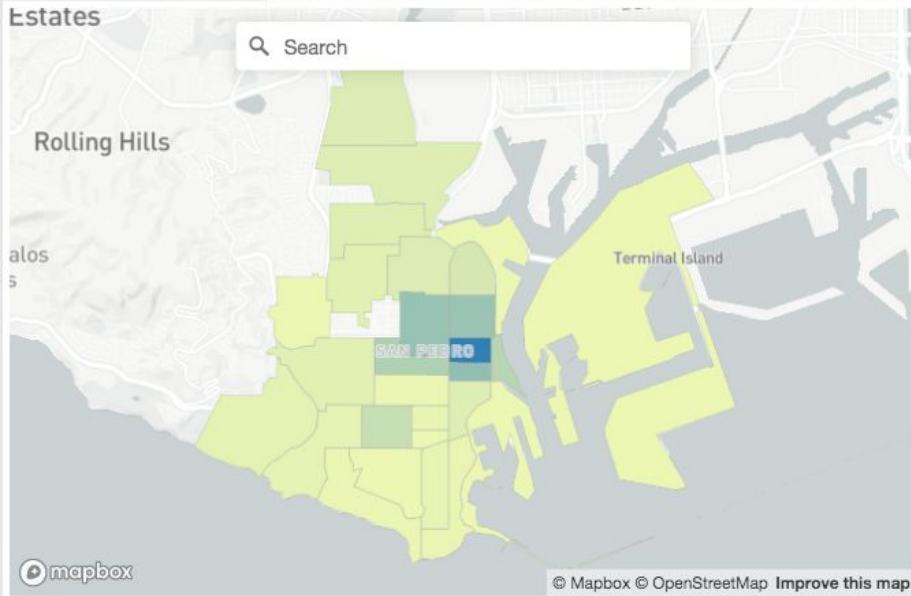 Estates
Search
Rolling Hills
alos
s
Terminal Island
SAN PEDRO
mapbox
© Mapbox © OpenStreetMap Improve this map